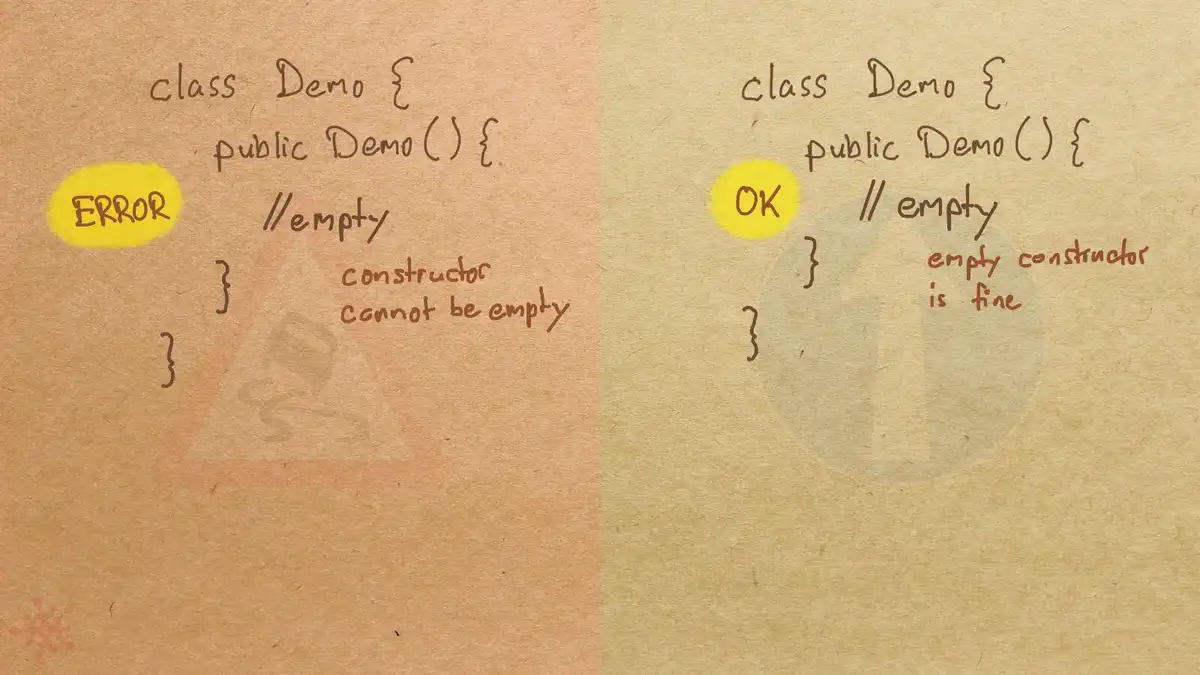 class Demo {
public Demo() {
ERROR //empty
} constructor
cannot be empty
}
class Demo {
public Demo() {
OK // empty
} empty constructor
is fine
}